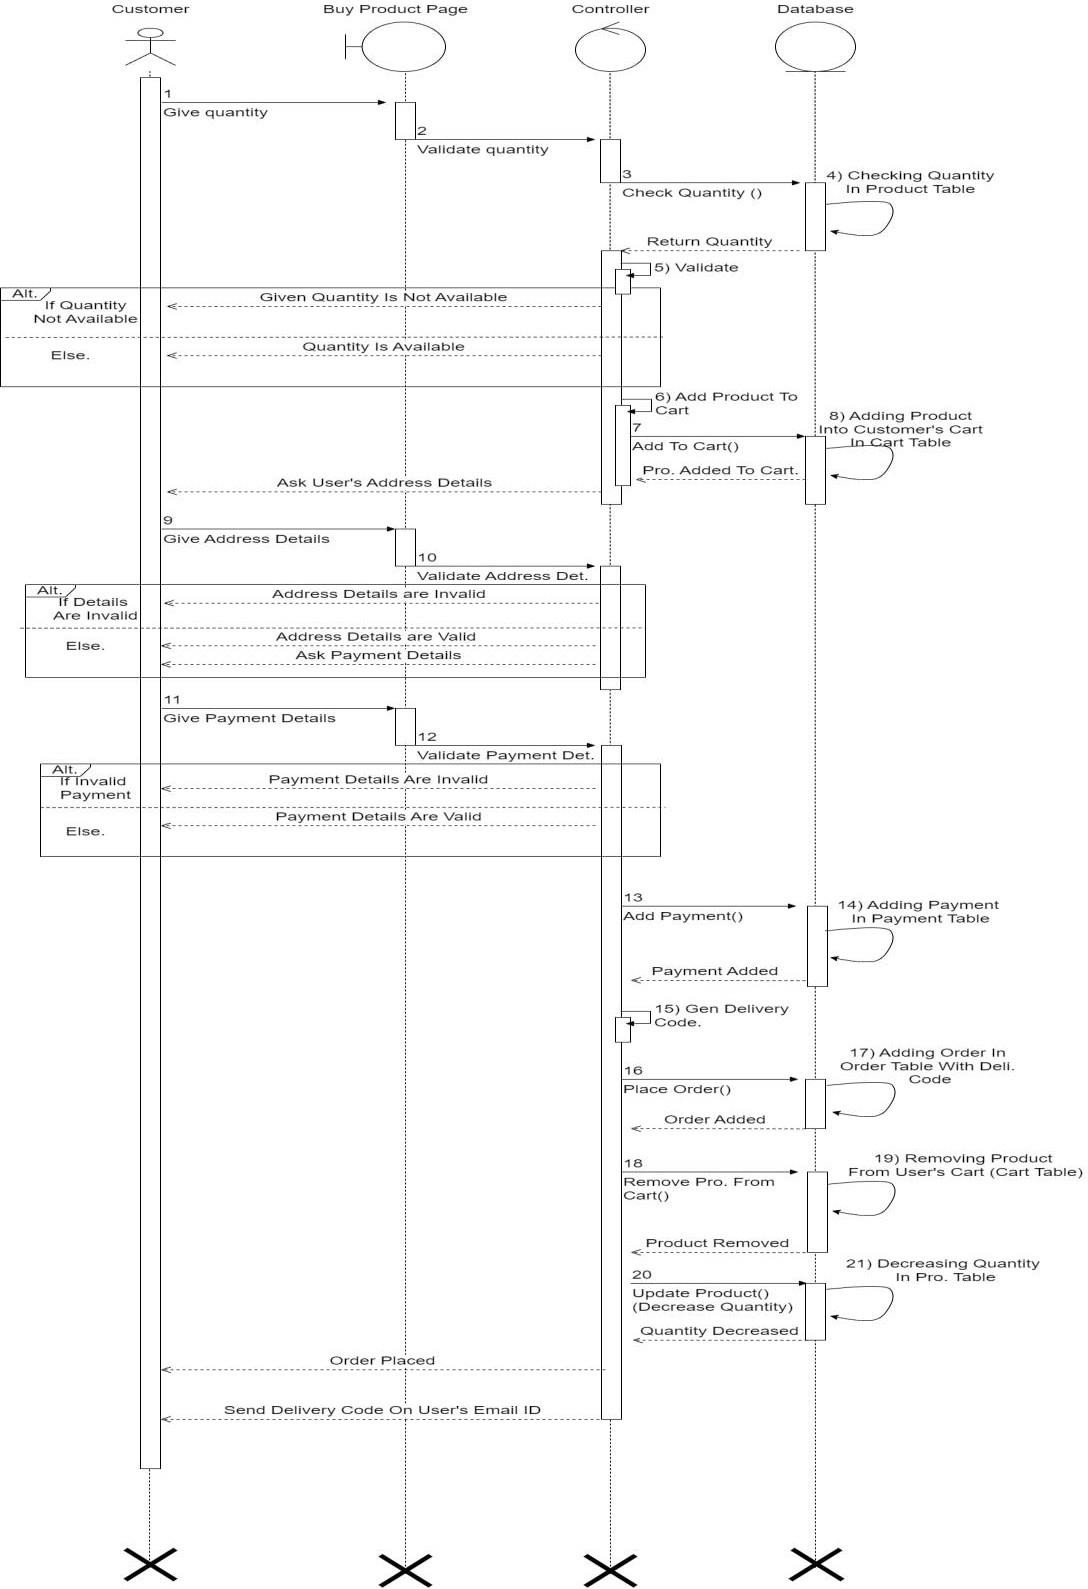 Customer
Buy Product Page
Controller
Database
1
Give quantity
2
Validate quantity
3
Check Quantity ()
4) Checking Quantity
In Product Table
Return Quantity
5) Validate
Alt.
If Quantity
Not Available
Given Quantity Is Not Available
Else.
Quantity Is Available
6) Add Product To
Cart
7
Add To Cart()
8) Adding Product
Into Customer's Cart
In Cart Table
Pro. Added To Cart.
Ask User's Address Details
9
Give Address Details
10
Validate Address Det.
Alt.
If Details
Are Invalid
Address Details are Invalid
Else.
Address Details are Valid
Ask Payment Details
11
Give Payment Details
12
Validate Payment Det.
Alt.
If Invalid
Payment
Payment Details Are Invalid
Else.
Payment Details Are Valid
13
Add Payment()
14) Adding Payment
In Payment Table
Payment Added
15) Gen Delivery
Code.
16
Place Order()
17) Adding Order In
Order Table With Deli.
Code
Order Added
18
Remove Pro. From
Cart()
19) Removing Product
From User's Cart (Cart Table)
Product Removed
20
Update Product()
(Decrease Quantity)
21) Decreasing Quantity
In Pro. Table
Quantity Decreased
Order Placed
Send Delivery Code On User's Email ID